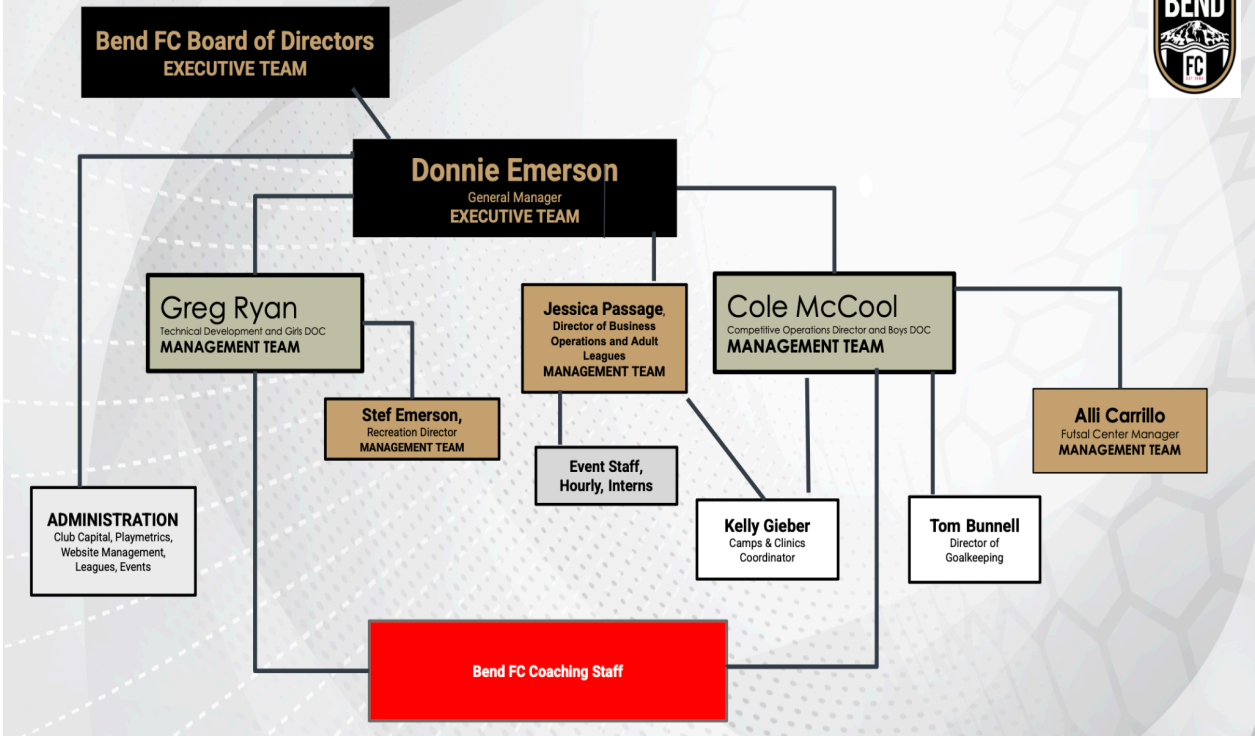 BEND
FC
Bend FC Board of Directors
EXECUTIVE TEAM
Donnie Emerson
General Manager
EXECUTIVE TEAM
Greg Ryan
Technical Development and Girls DOC
MANAGEMENT TEAM
Jessica Passage,
Director of Business
Operations and Adult
Leagues
MANAGEMENT TEAM
Cole McCool
Competitive Operations Director and Boys DOC
MANAGEMENT TEAM
Stef Emerson,
Recreation Director
MANAGEMENT TEAM
Alli Carrillo
Futsal Center Manager
MANAGEMENT TEAM
Event Staff,
Hourly, Interns
ADMINISTRATION
Club Capital, Playmetrics,
Website Management,
Leagues, Events
Kelly Gieber
Camps & Clinics
Coordinator
Tom Bunnell
Director of
Goalkeeping
Bend FC Coaching Staff